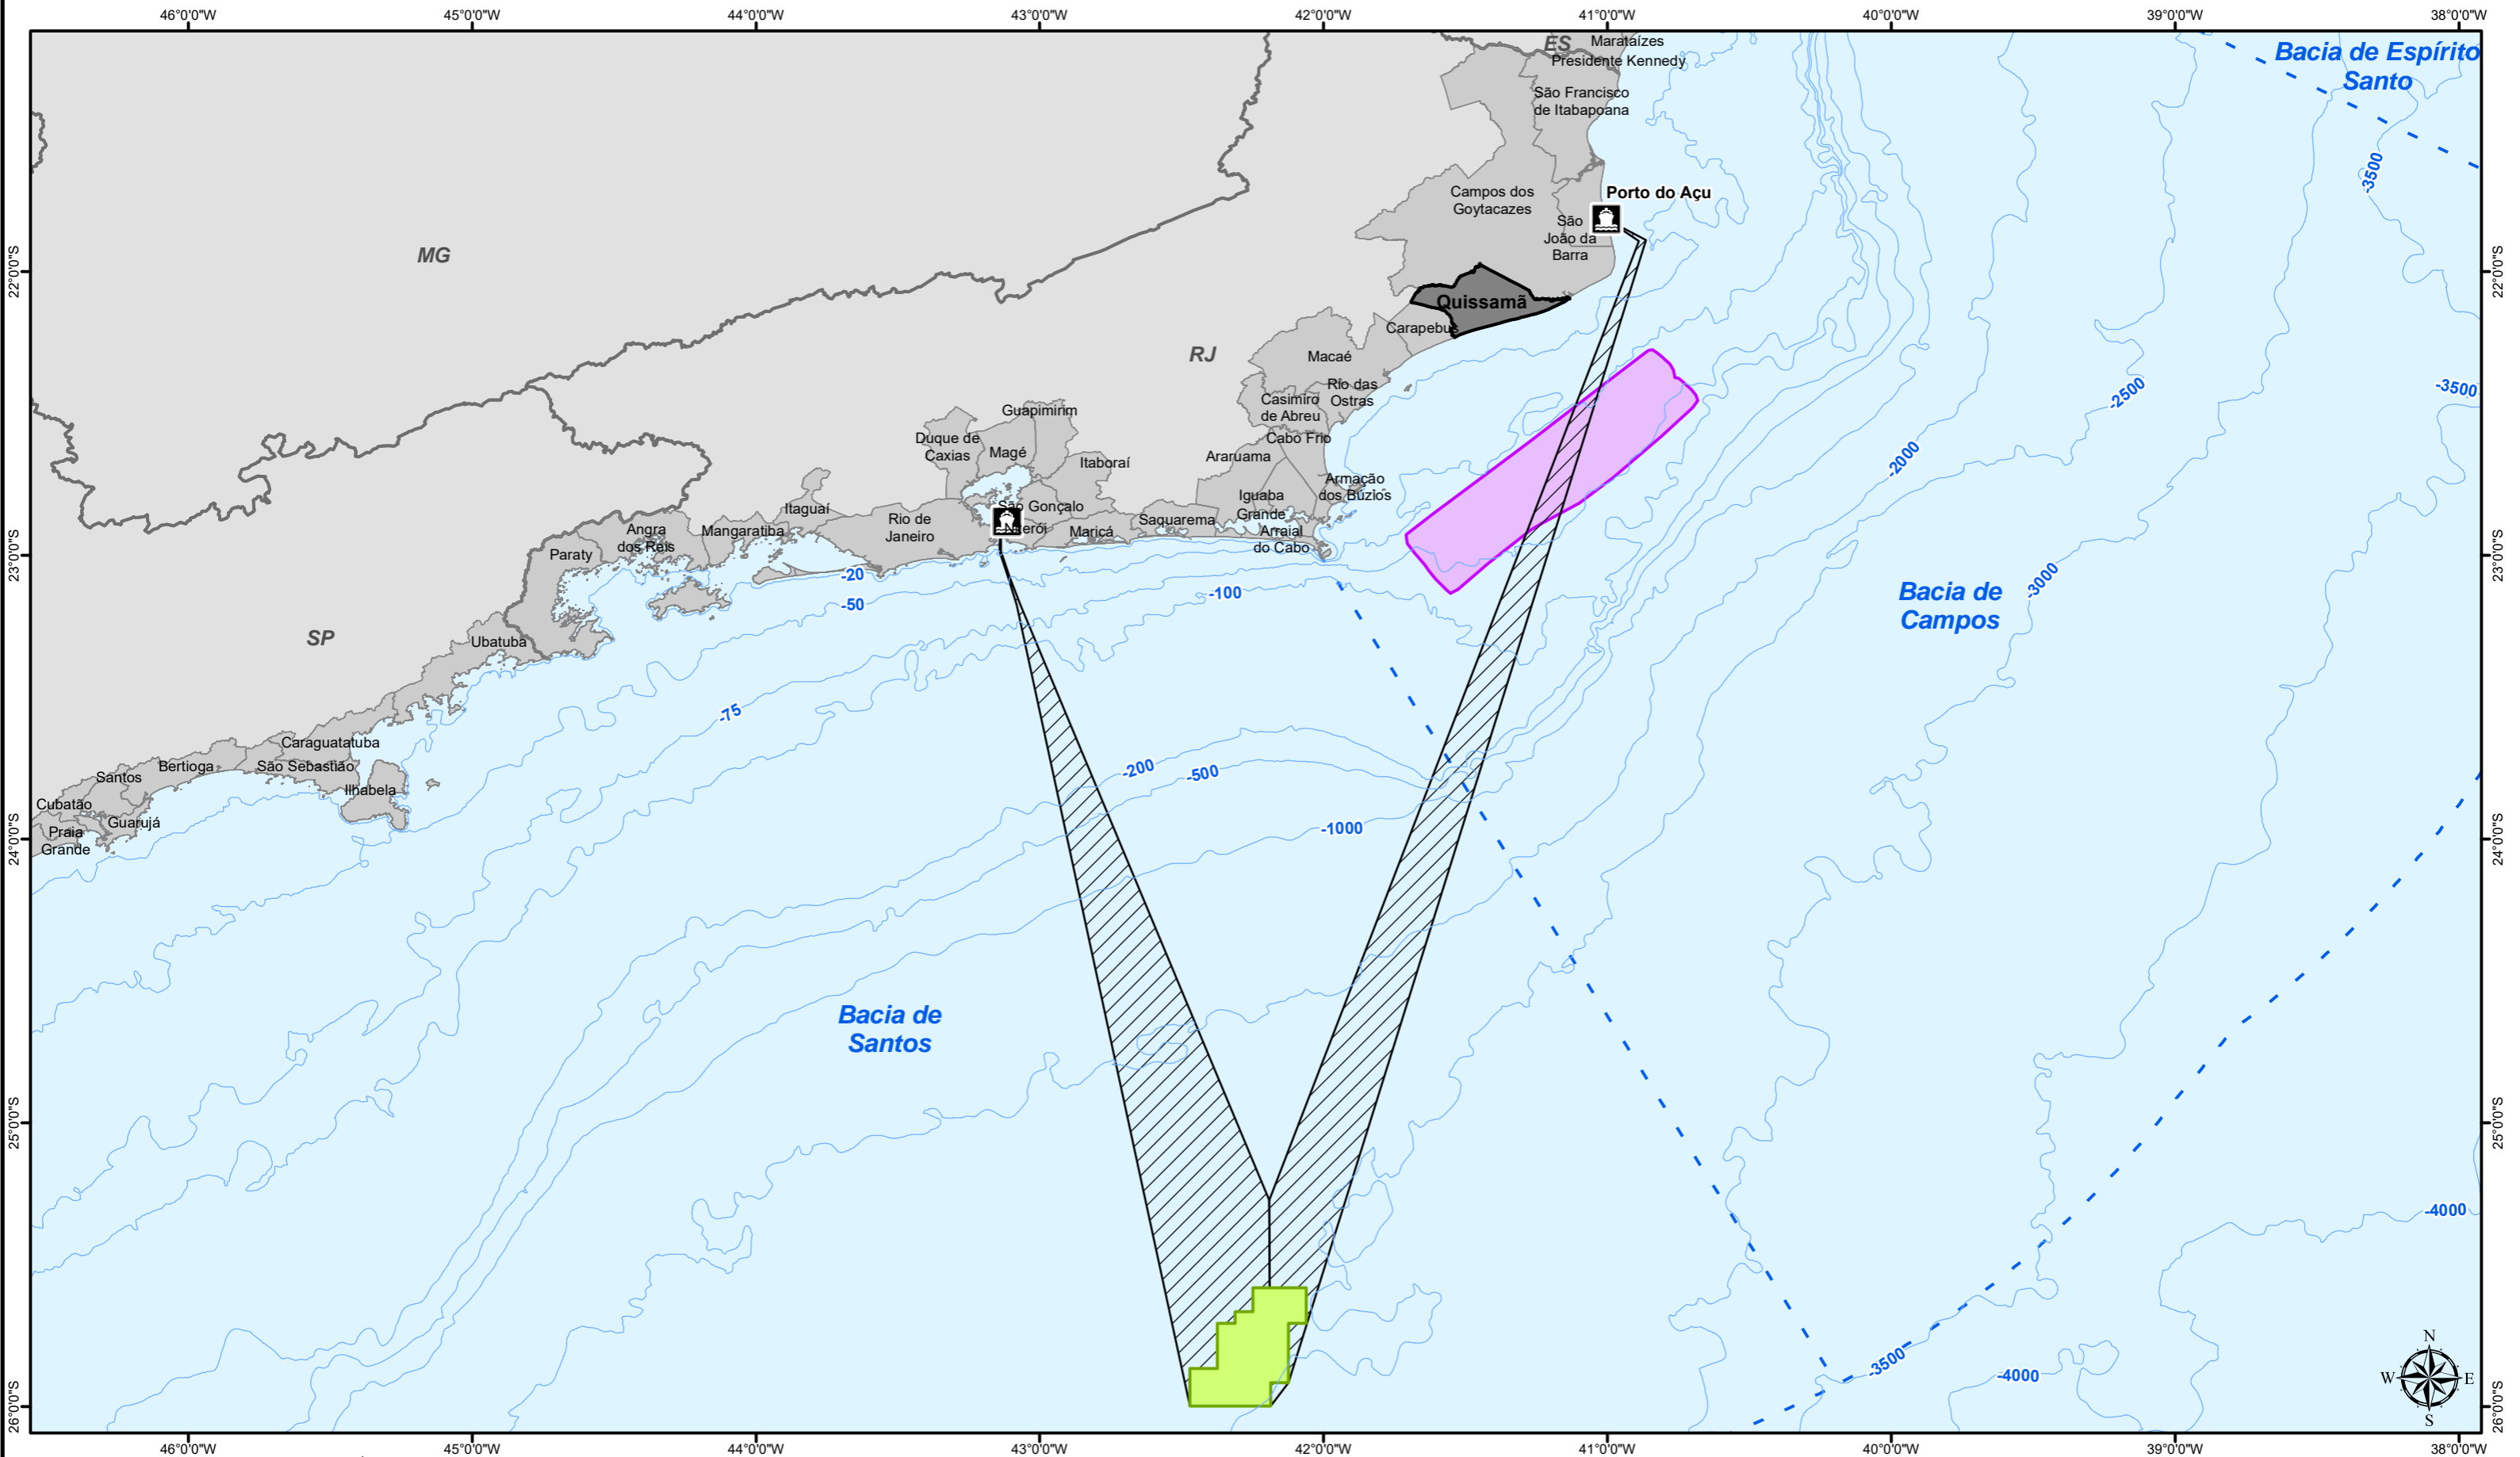 46°0'0"W
45°0'0"W
44°0'0"W
43°0'0"W
42°0'0"W
41°0'0"W
40°0'0"W
39°0'0"W
38°0'0"W
ES
Marataízes
Presidente Kennedy
Bacia de Espírito
Santo
São Francisco
de Itabapoana
-3500
Campos dos
Goytacazes
Porto do Açu
São
João da
Barra
MG
22°0'0"S
22°0'0"S
Quissamã
Carapebus
RJ
Macaé
Rio das
Ostras
Casimiro
de Abreu
-2500
-3500
Guapimirim
Duque de
Caxias
Magé
Cabo Frio
Araruama
Itaboraí
-2000
Armação
dos Búzios
Iguaba
Grande
São Gonçalo
Niterói
Itaguaí
Rio de
Janeiro
Saquarema
Maricá
Arraial
do Cabo
Angra
dos Reis
Mangaratiba
Paraty
23°0'0"S
23°0'0"S
-20
-50
-100
-3000
Bacia de
Campos
SP
Ubatuba
-75
Caraguatatuba
São Sebastião
Bertioga
Santos
Ilhabela
Cubatão
Guarujá
Praia
Grande
-200
-500
-1000
24°0'0"S
24°0'0"S
Bacia de
Santos
25°0'0"S
25°0'0"S
-4000
-3500
-4000
N
W
E
S
26°0'0"S
26°0'0"S
46°0'0"W
45°0'0"W
44°0'0"W
43°0'0"W
42°0'0"W
41°0'0"W
40°0'0"W
39°0'0"W
38°0'0"W